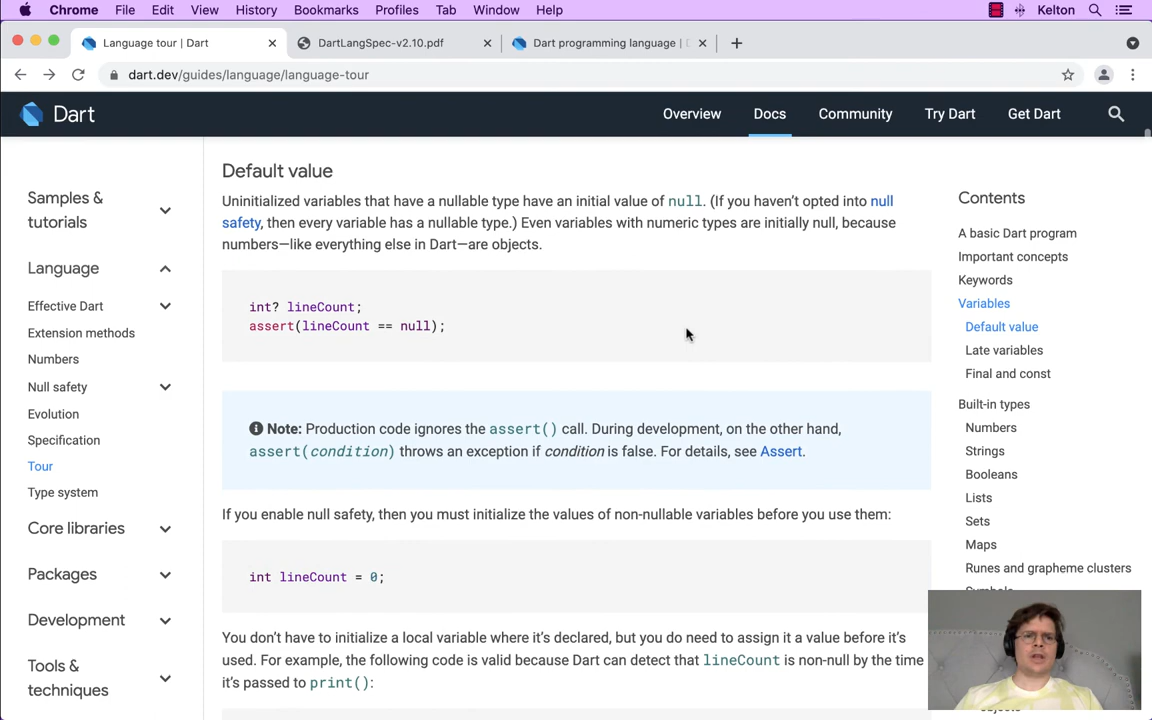 Chrome File Edit View History Bookmarks Profiles Tab Window Help Kelton
Language tour | Dart DartLangSpec-v2.10.pdf Dart programming language |
dart.dev/guides/language/language-tour
Dart Overview Docs Community Try Dart Get Dart
Samples &
tutorials
Language
Effective Dart
Extension methods
Numbers
Null safety
Evolution
Specification
Tour
Type system
Core libraries
Packages
Development
Tools &
techniques
Default value
Uninitialized variables that have a nullable type have an initial value of null. (If you haven't opted into null
safety, then every variable has a nullable type.) Even variables with numeric types are initially null, because
numbers—like everything else in Dart—are objects.
int? lineCount;
assert(lineCount == null);
Note: Production code ignores the assert() call. During development, on the other hand,
assert(condition) throws an exception if condition is false. For details, see Assert.
If you enable null safety, then you must initialize the values of non-nullable variables before you use them:
int lineCount = 0;
You don't have to initialize a local variable where it's declared, but you do need to assign it a value before it's
used. For example, the following code is valid because Dart can detect that lineCount is non-null by the time
it's passed to print():
Contents
A basic Dart program
Important concepts
Keywords
Variables
Default value
Late variables
Final and const
Built-in types
Numbers
Strings
Booleans
Lists
Sets
Maps
Runes and grapheme clusters